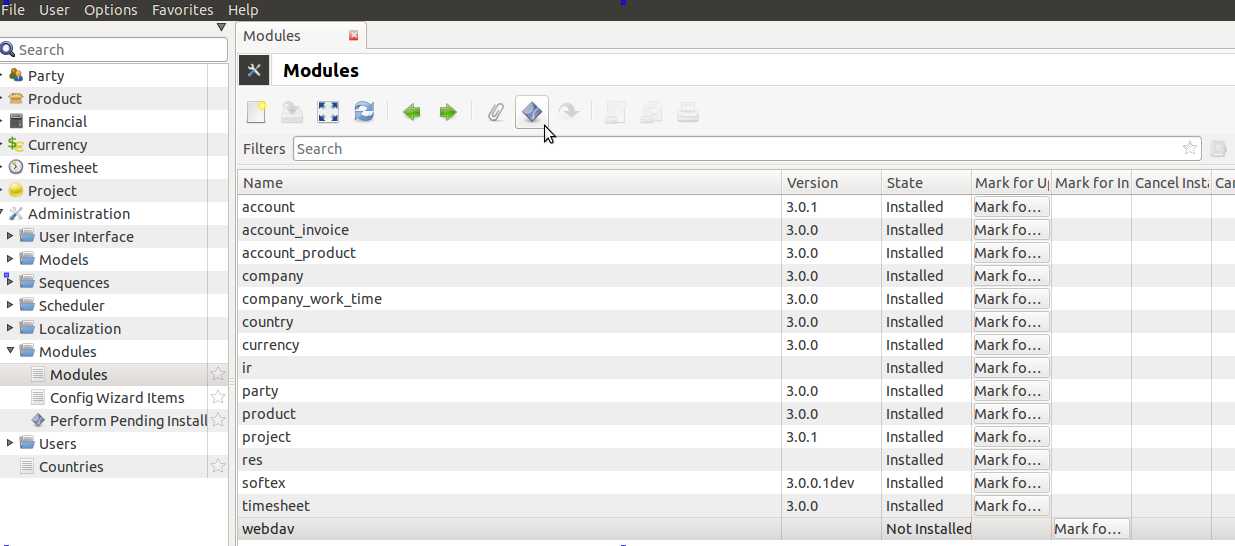 File User Options Favorites Help
Search
Party
Product
Financial
Currency
Timesheet
Project
Administration
User Interface
Models
Sequences
Scheduler
Localization
Modules
Modules
Config Wizard Items
Perform Pending Install
Users
Countries
Modules
Modules
Filters Search
Name Version State Mark for Up Mark for In Cancel Insta Can
account 3.0.1 Installed Mark fo...
account_invoice 3.0.0 Installed Mark fo...
account_product 3.0.0 Installed Mark fo...
company 3.0.0 Installed Mark fo...
company_work_time 3.0.0 Installed Mark fo...
country 3.0.0 Installed Mark fo...
currency 3.0.0 Installed Mark fo...
ir Installed Mark fo...
party 3.0.0 Installed Mark fo...
product 3.0.0 Installed Mark fo...
project 3.0.1 Installed Mark fo...
res Installed Mark fo...
softex 3.0.0.1dev Installed Mark fo...
timesheet 3.0.0 Installed Mark fo...
webdav Not Installed Mark fo...